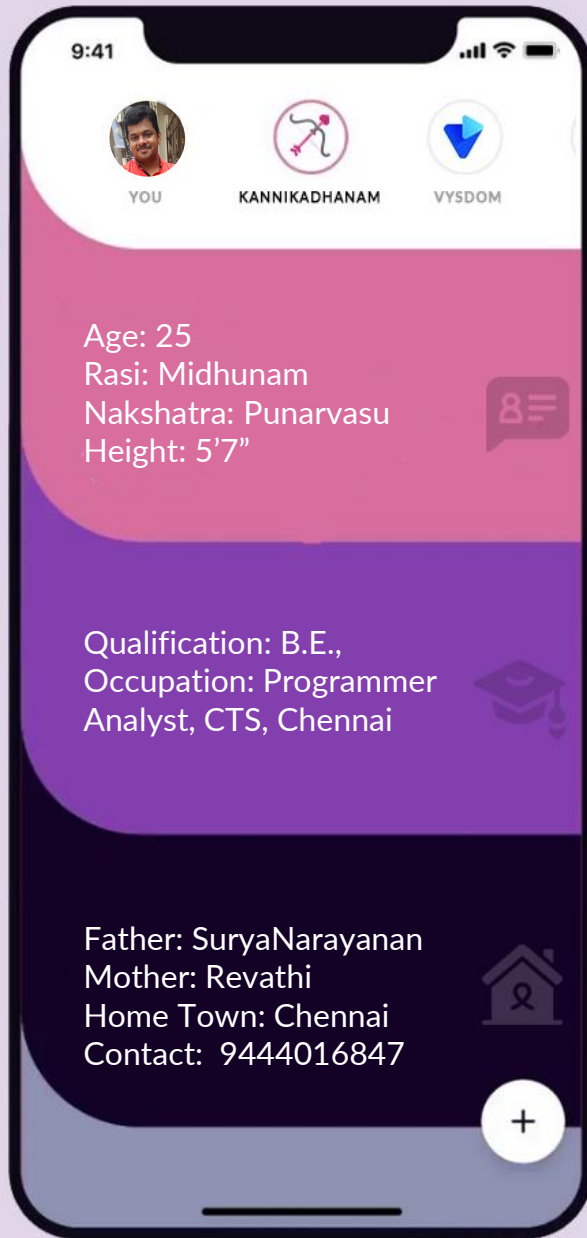 9:41
YOU
KANNIKADHANAM
VYSDOM
Age: 25
Rasi: Midhunam
Nakshatra: Punarvasu
Height: 5’7”
Qualification: B.E.,
Occupation: Programmer
Analyst, CTS, Chennai
Father: SuryaNarayanan
Mother: Revathi
Home Town: Chennai
Contact:  9444016847